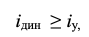 iдин ≥ iу,